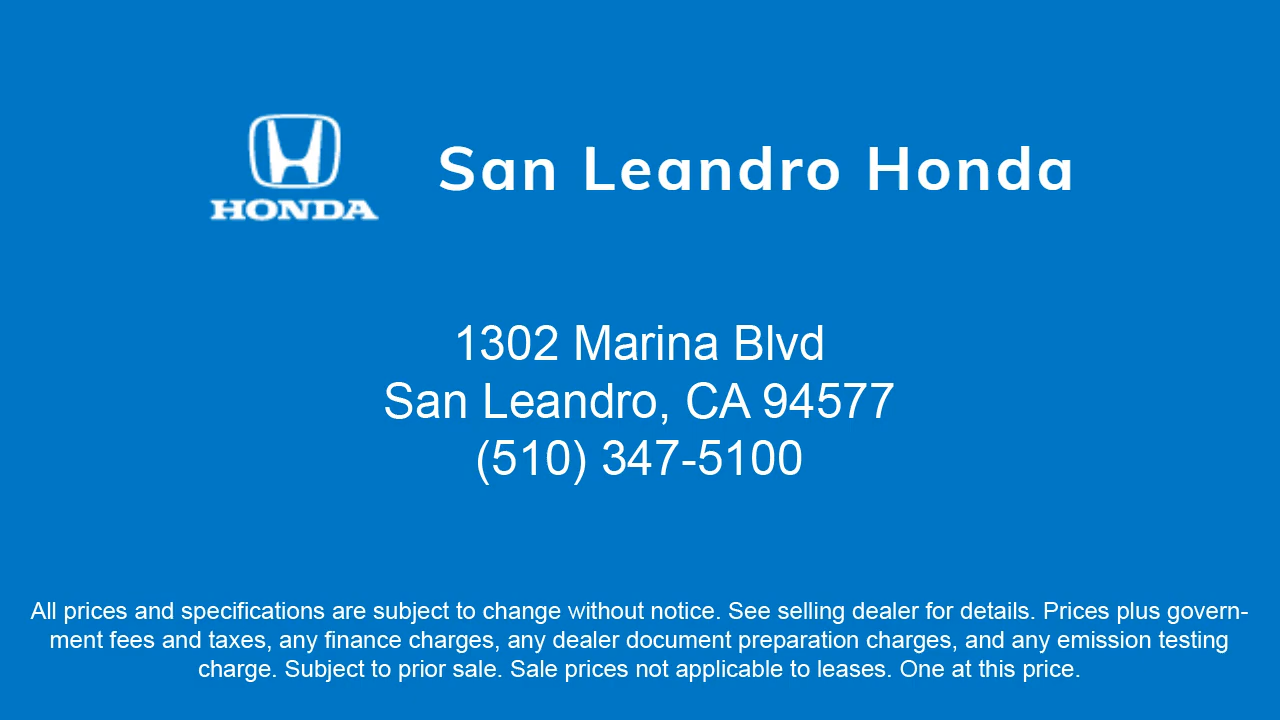 HONDA
San Leandro Honda
1302 Marina Blvd
San Leandro, CA 94577
(510) 347-5100
All prices and specifications are subject to change without notice. See selling dealer for details. Prices plus govern-
ment fees and taxes, any finance charges, any dealer document preparation charges, and any emission testing
charge. Subject to prior sale. Sale prices not applicable to leases. One at this price.